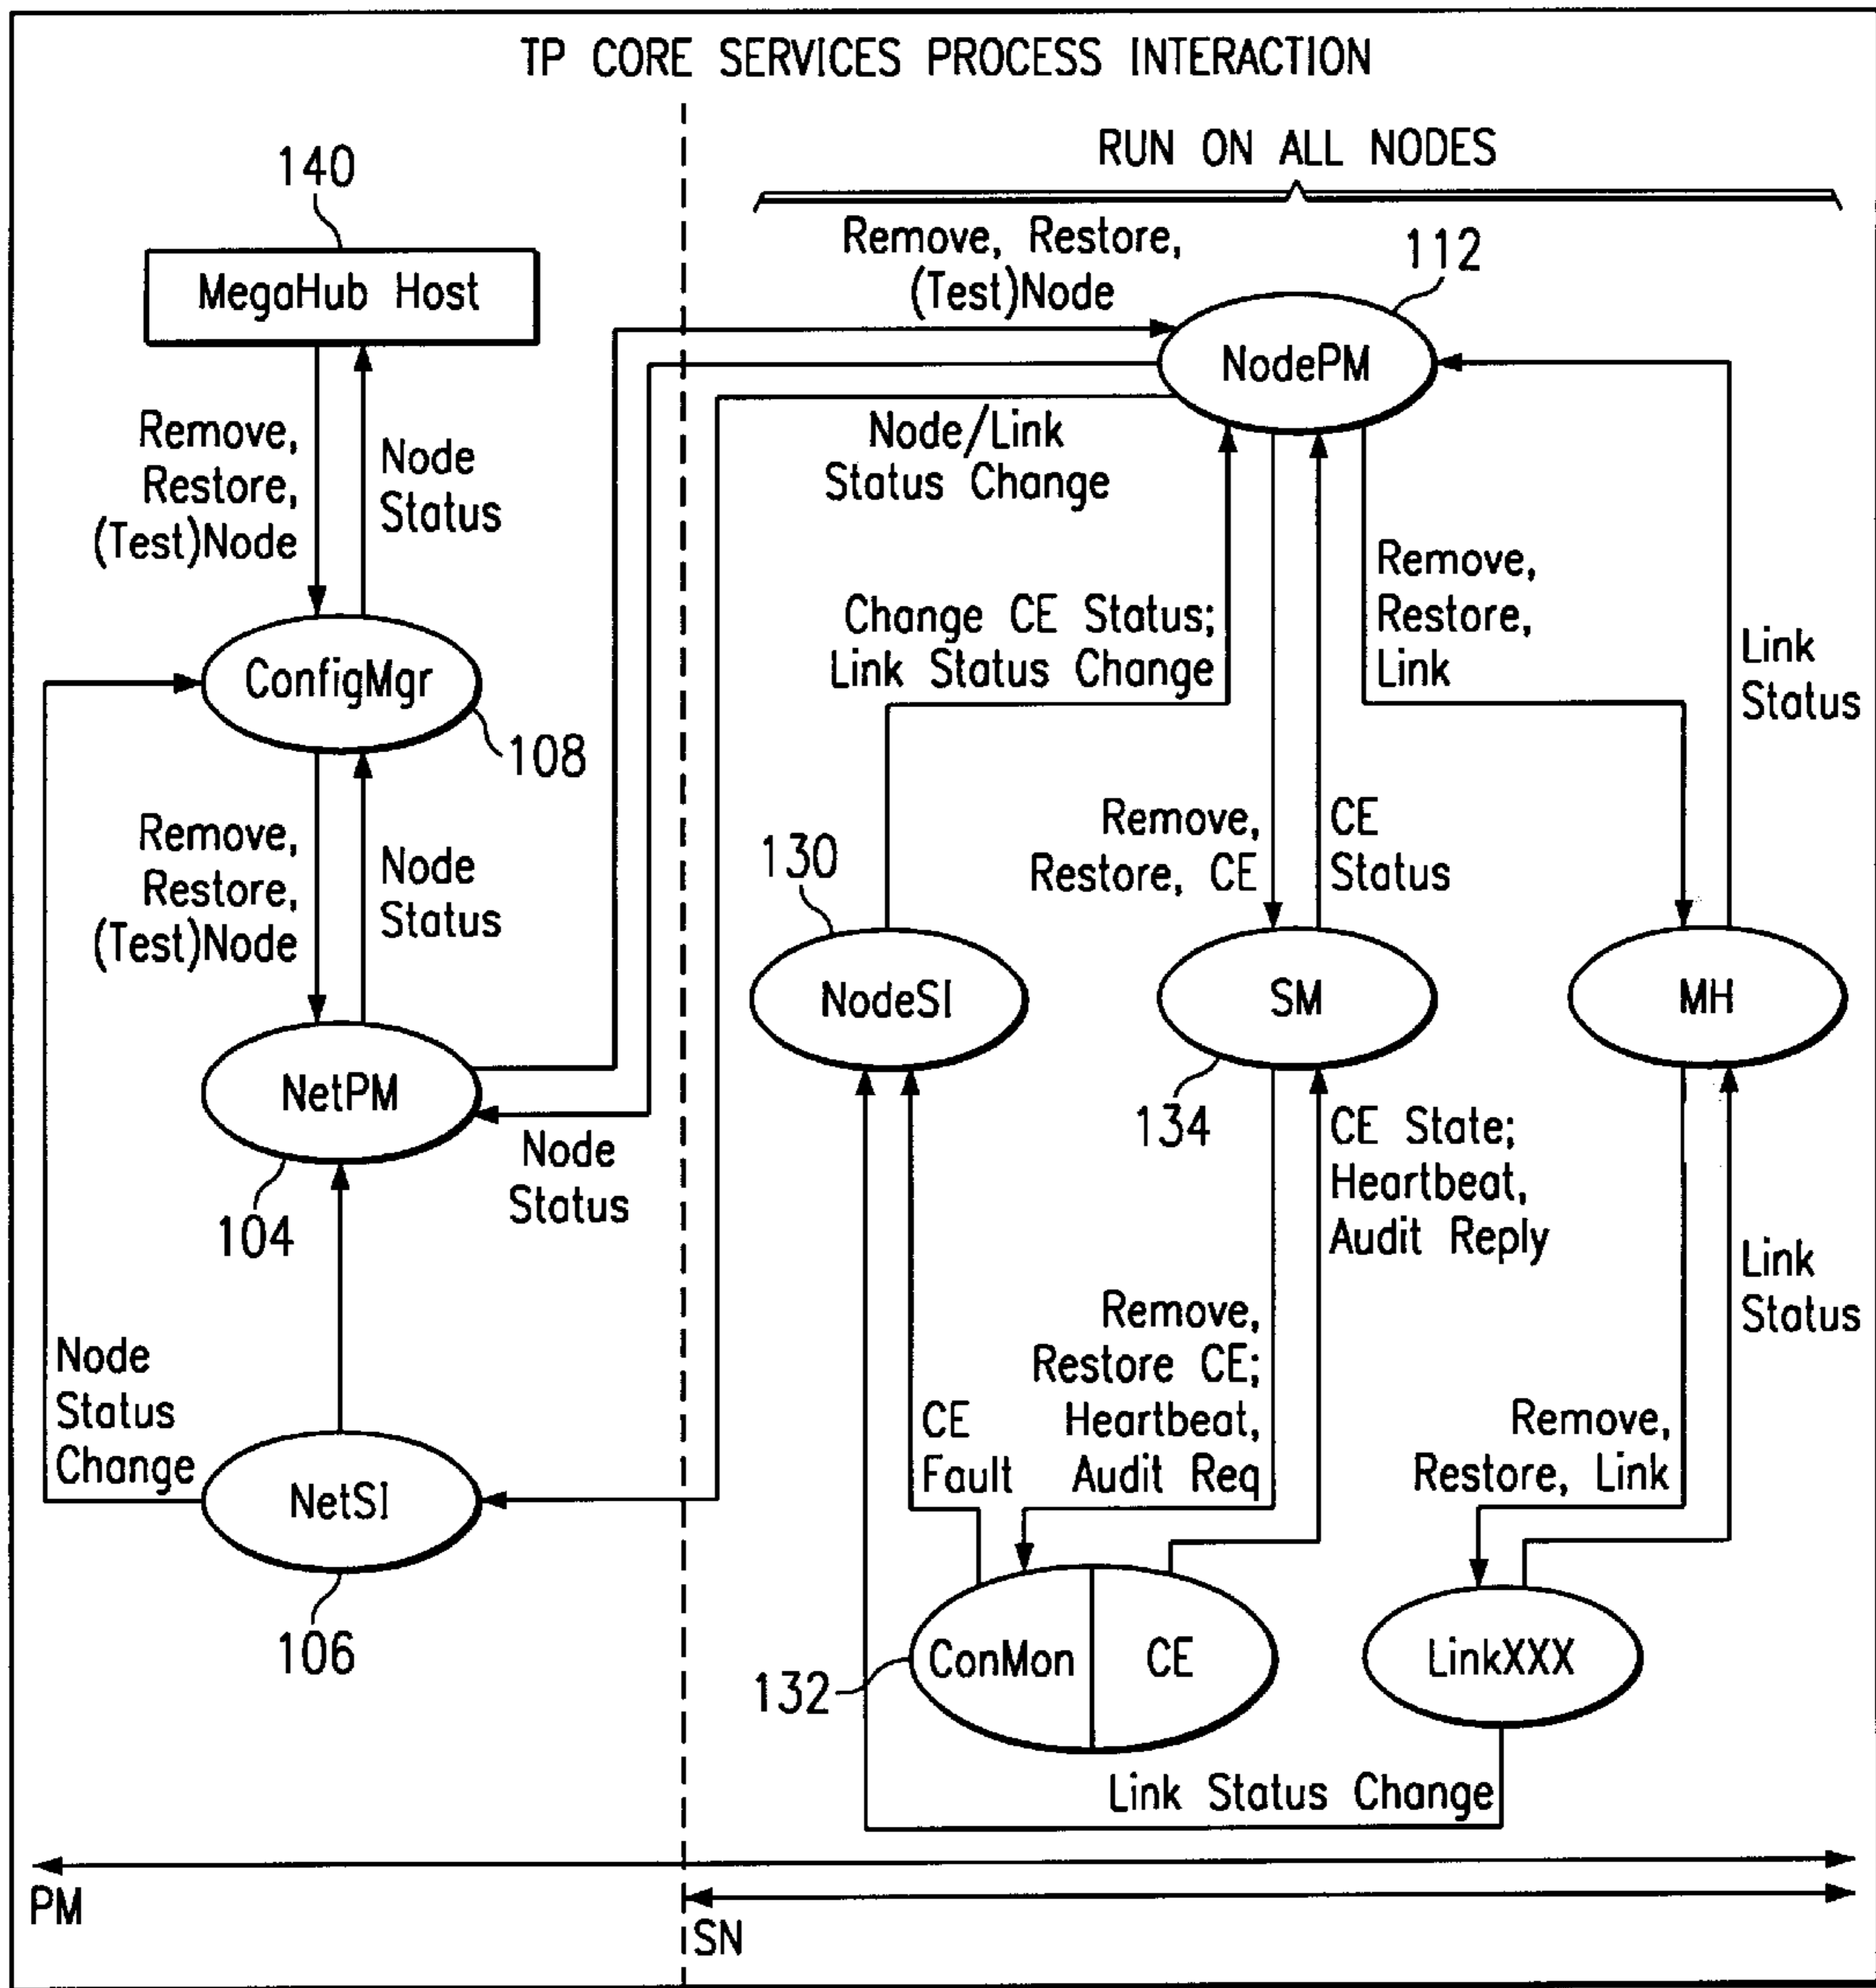 TP CORE SERVICES PROCESS INTERACTION
RUN ON ALL NODES
140
MegaHub Host
Remove,
Restore,
(Test)Node
Node
Status
ConfigMgr
108
Remove,
Restore,
(Test)Node
Node
Status
NetPM
104
Node
Status
Node
Status
Change
NetSI
106
Remove, Restore,
(Test)Node
112
NodePM
Node/Link
Status Change
Change CE Status;
Link Status Change
Remove,
Restore,
Link
Link
Status
Remove,
Restore, CE
CE
Status
130
NodeSI
SM
134
MH
CE State;
Heartbeat,
Audit Reply
Link
Status
CE
Fault
Remove,
Restore CE;
Heartbeat,
Audit Req
Remove,
Restore, Link
ConMon
CE
132
LinkXXX
Link Status Change
PM
SN